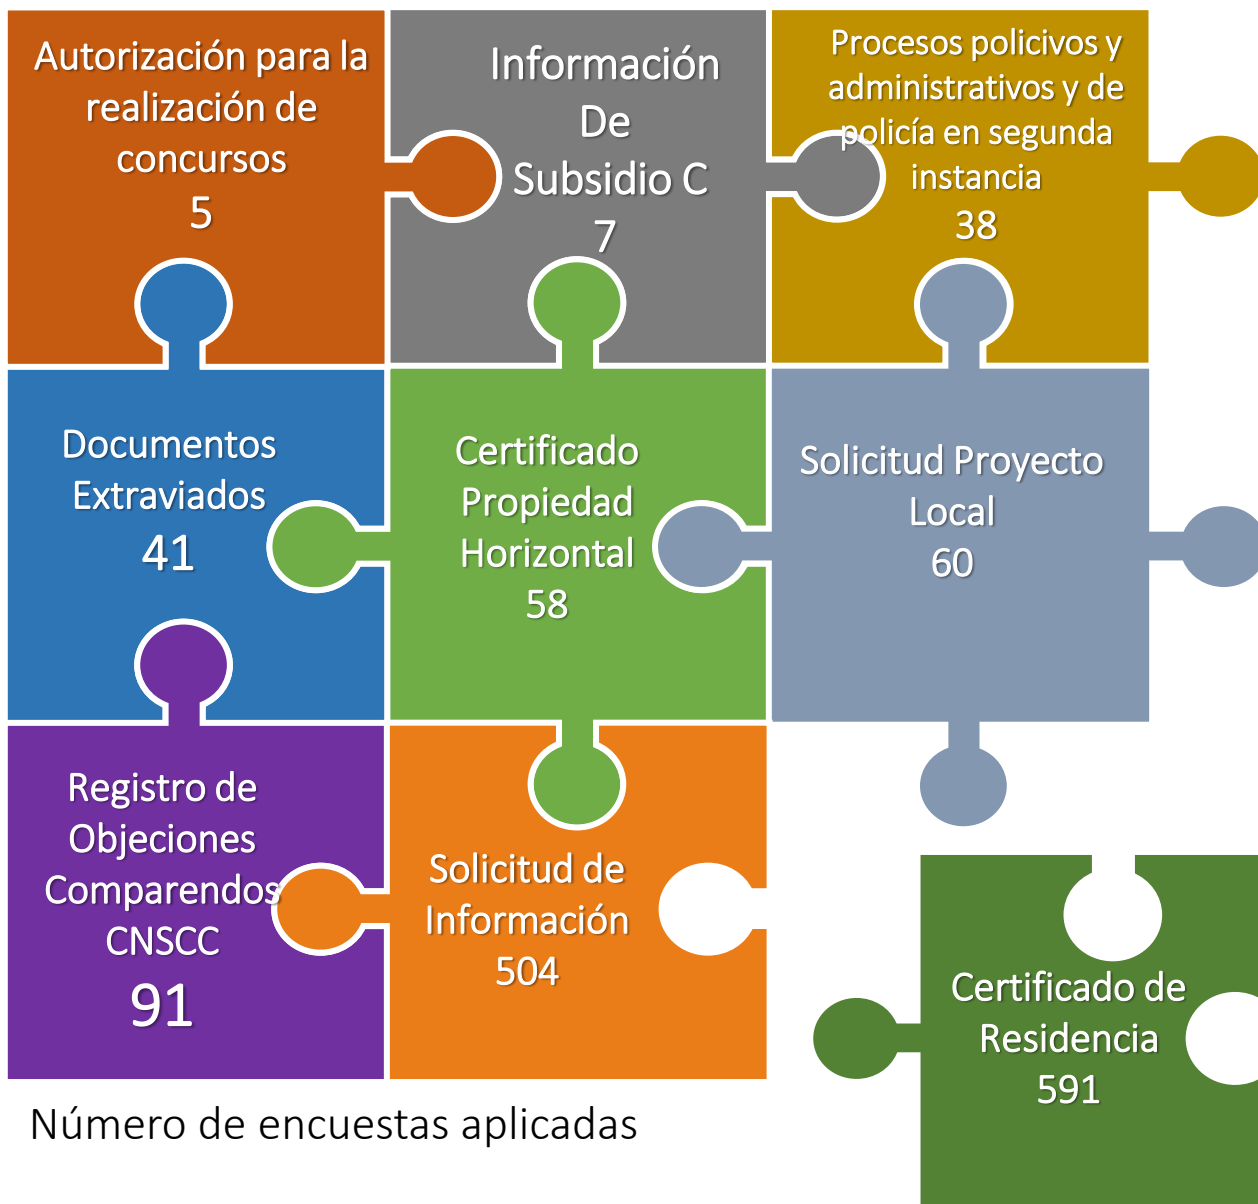 Autorización para la
realización de
concursos
5
Información
De
Subsidio C
7
Procesos policivos y
administrativos y de
policía en segunda
instancia
38
Documentos
Extraviados
41
Certificado
Propiedad
Horizontal
58
Solicitud Proyecto
Local
60
Registro de
Objeciones
Comparendos
CNSCC
91
Solicitud de
Información
504
Certificado de
Residencia
591
Número de encuestas aplicadas